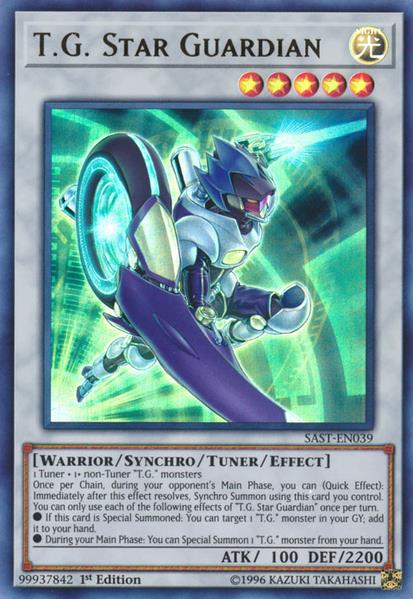 T.G. STAR GUARDIAN
LIGHT
光
SAST-EN039
[WARRIOR/SYNCHRO/TUNER/EFFECT]
1 Tuner + 1+ non-Tuner "T.G." monsters
Once per Chain, during your opponent's Main Phase, you can (Quick Effect):
Immediately after this effect resolves, Synchro Summon using this card you control.
You can only use each of the following effects of "T.G. Star Guardian" once per turn.
● If this card is Special Summoned: You can target 1 "T.G." monster in your GY; add
it to your hand.
● During your Main Phase: You can Special Summon 1 "T.G." monster from your hand.
ATK/ 100 DEF/2200
99937842 1st Edition ©1996 KAZUKI TAKAHASHI